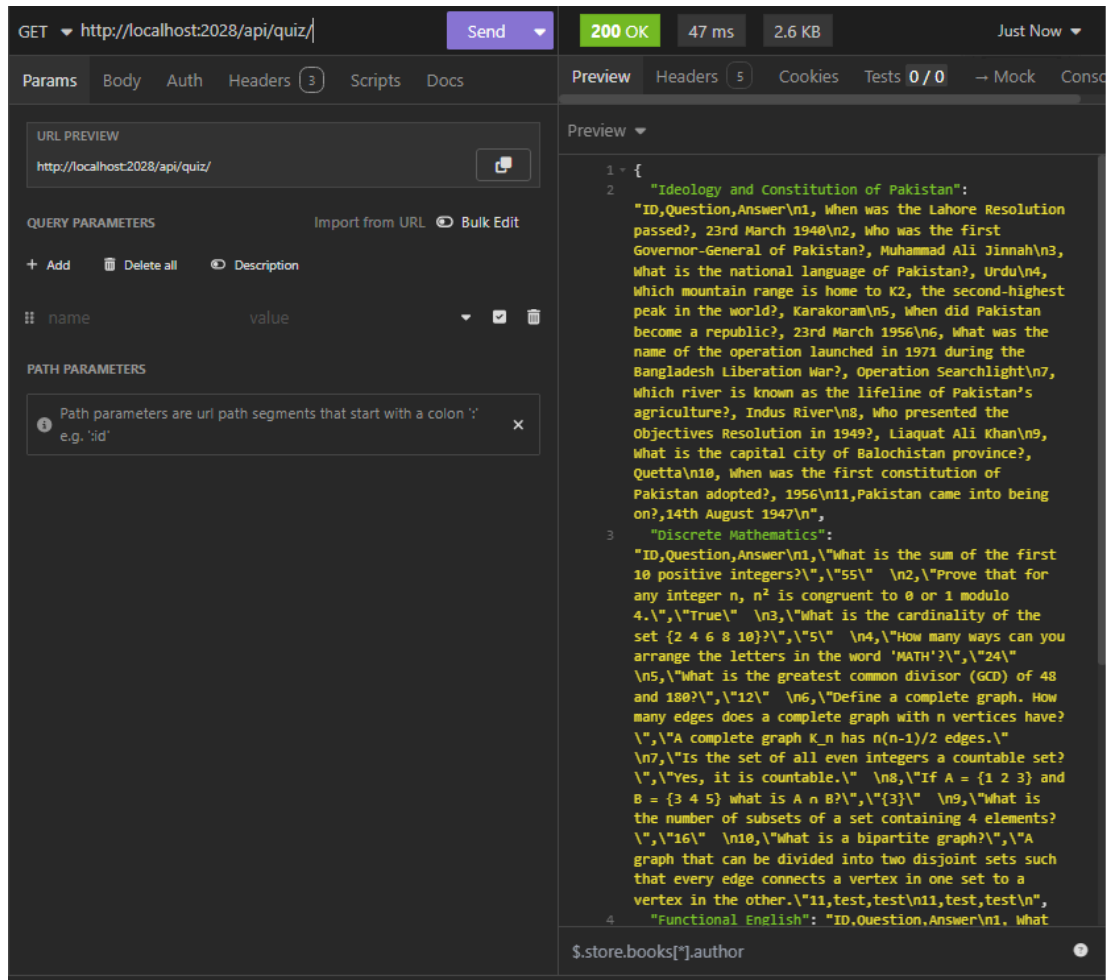 GET http://localhost:2028/api/quiz/
Send
200 OK
47 ms
2.6 KB
Just Now
Params
Body
Auth
Headers 3
Scripts
Docs
Preview
Headers 5
Cookies
Tests 0 / 0
→ Mock
Consc
URL PREVIEW
http://localhost:2028/api/quiz/
QUERY PARAMETERS
Import from URL
Bulk Edit
+ Add
Delete all
Description
name
value
PATH PARAMETERS
Path parameters are url path segments that start with a colon ':'
e.g. ':id'
Preview
1 {
2 "Ideology and Constitution of Pakistan":
"ID,Question,Answer\n1, When was the Lahore Resolution
passed?, 23rd March 1940\n2, Who was the first
Governor-General of Pakistan?, Muhammad Ali Jinnah\n3,
What is the national language of Pakistan?, Urdu\n4,
Which mountain range is home to K2, the second-highest
peak in the world?, Karakoram\n5, When did Pakistan
become a republic?, 23rd March 1956\n6, What was the
name of the operation launched in 1971 during the
Bangladesh Liberation War?, Operation Searchlight\n7,
Which river is known as the lifeline of Pakistan’s
agriculture?, Indus River\n8, Who presented the
Objectives Resolution in 1949?, Liaquat Ali Khan\n9,
What is the capital city of Balochistan province?,
Quetta\n10, When was the first constitution of
Pakistan adopted?, 1956\n11,Pakistan came into being
on?,14th August 1947\n",
3 "Discrete Mathematics":
"ID,Question,Answer\n1,\"What is the sum of the first
10 positive integers?\",\"55\"  \n2,\"Prove that for
any integer n, n² is congruent to 0 or 1 modulo
4.\",\"True\"  \n3,\"What is the cardinality of the
set {2 4 6 8 10}?\",\"5\"  \n4,\"How many ways can you
arrange the letters in the word 'MATH'?\",\"24\"
\n5,\"What is the greatest common divisor (GCD) of 48
and 180?\",\"12\"  \n6,\"Define a complete graph. How
many edges does a complete graph with n vertices have?
\",\"A complete graph K_n has n(n-1)/2 edges.\"
\n7,\"Is the set of all even integers a countable set?
\",\"Yes, it is countable.\"  \n8,\"If A = {1 2 3} and
B = {3 4 5} what is A ∩ B?\",\"{3}\"  \n9,\"What is
the number of subsets of a set containing 4 elements?
\",\"16\"  \n10,\"What is a bipartite graph?\",\"A
graph that can be divided into two disjoint sets such
that every edge connects a vertex in one set to a
vertex in the other.\"11,test,test\n11,test,test\n",
4 "Functional English": "ID,Question,Answer\n1, What
$.store.books[*].author